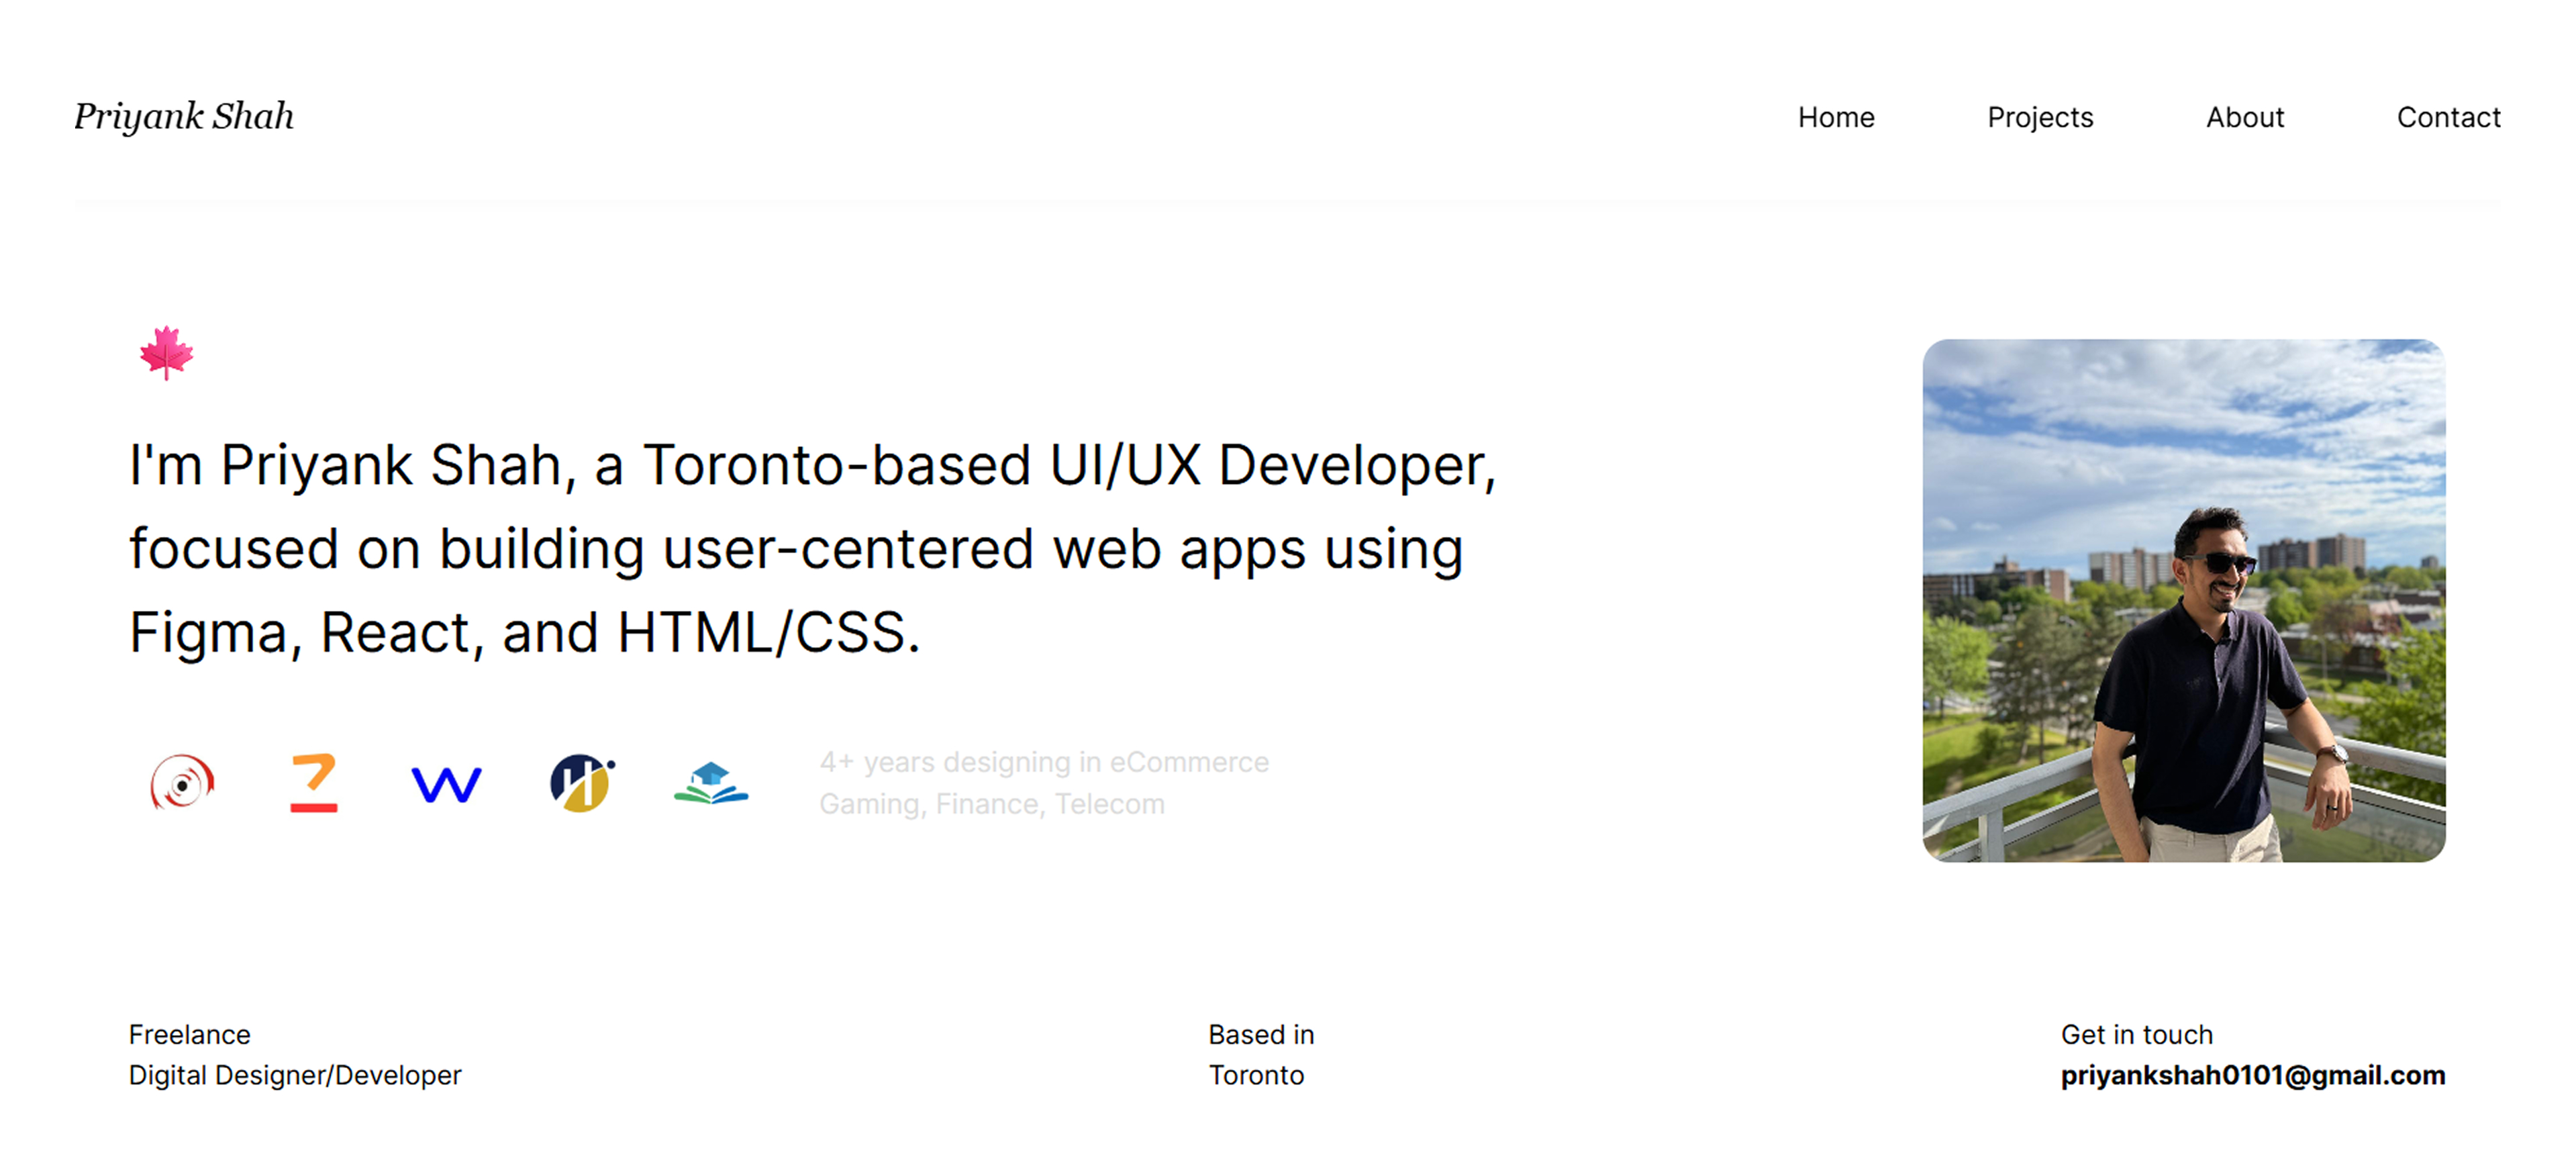 Priyank Shah
Home Projects About Contact
I'm Priyank Shah, a Toronto-based UI/UX Developer,
focused on building user-centered web apps using
Figma, React, and HTML/CSS.
4+ years designing in eCommerce
Gaming, Finance, Telecom
Freelance
Digital Designer/Developer
Based in
Toronto
Get in touch
priyankshah0101@gmail.com